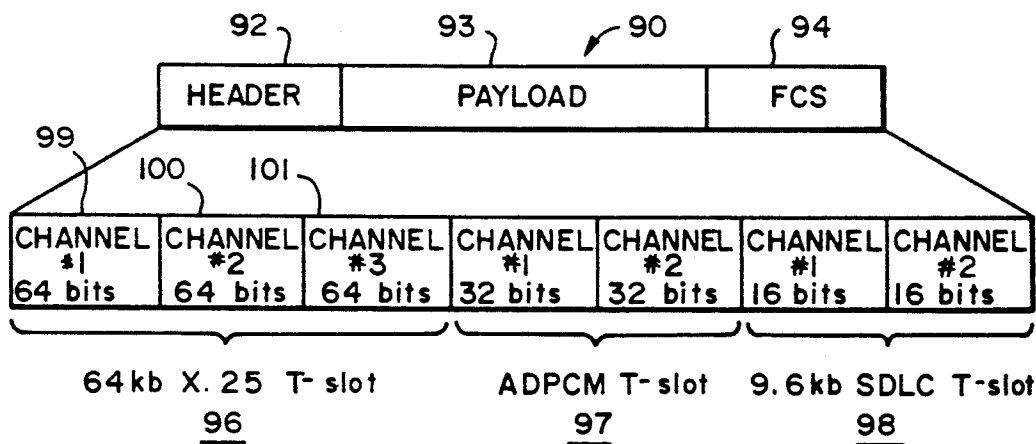 92 93 90 94
HEADER PAYLOAD FCS
99
100 101
CHANNEL CHANNEL CHANNEL CHANNEL CHANNEL CHANNEL CHANNEL
#1 #2 #3 #1 #2 #1 #2
64 bits 64 bits 64 bits 32 bits 32 bits 16 bits 16 bits
64kb X.25 T-slot ADPCM T-slot 9.6kb SDLC T-slot
96 97 98